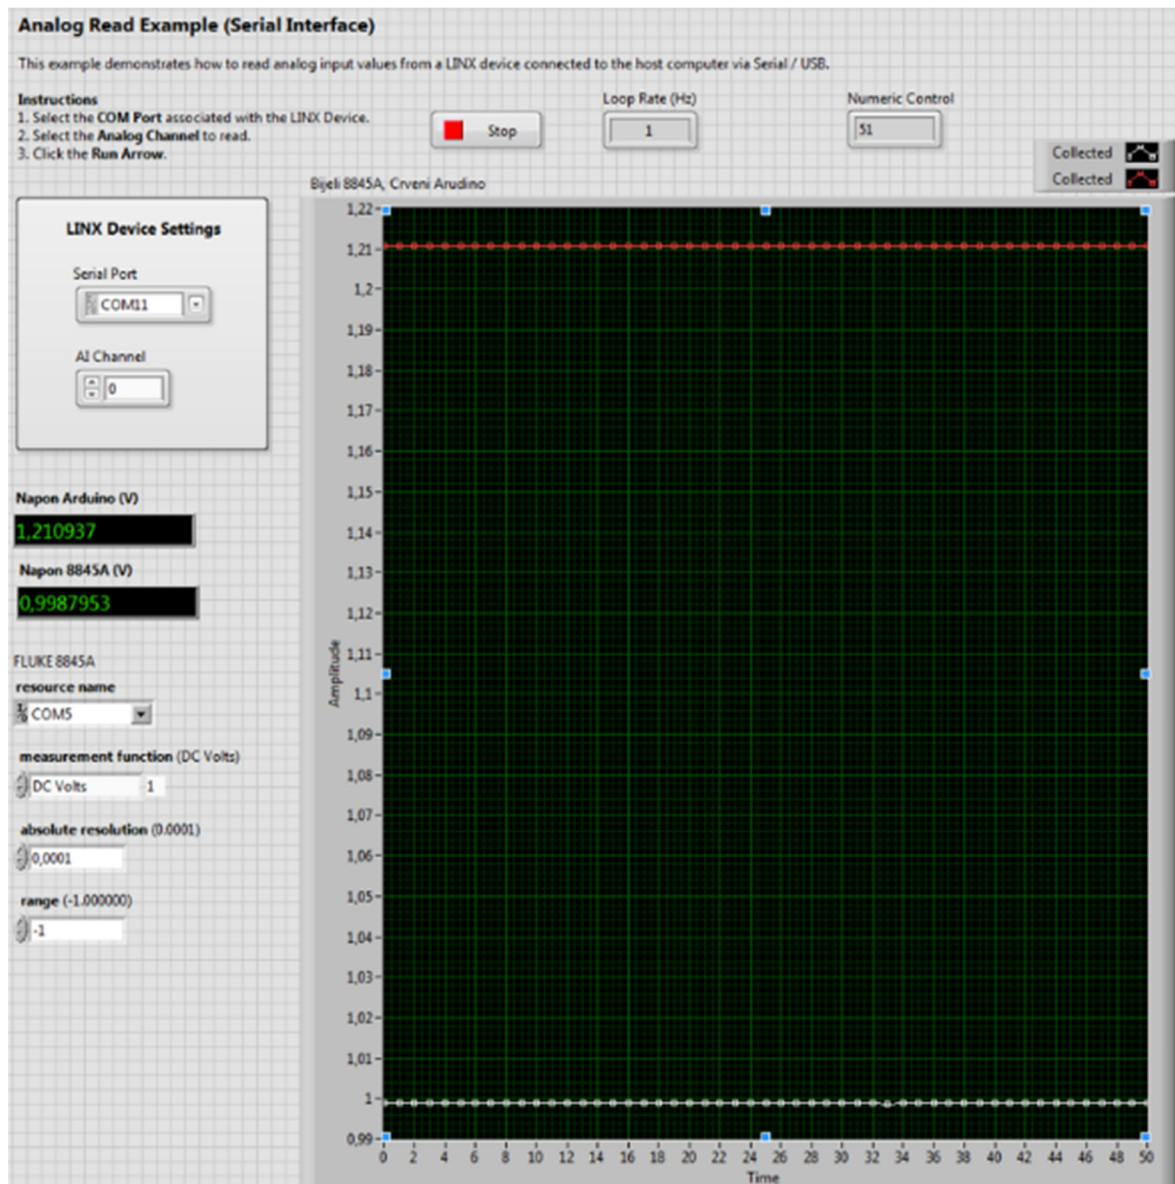 Analog Read Example (Serial Interface)
This example demonstrates how to read analog input values from a LINX device connected to the host computer via Serial / USB.
Instructions
1. Select the COM Port associated with the LINX Device.
2. Select the Analog Channel to read.
3. Click the Run Arrow.
Stop
Loop Rate (Hz)
1
Numeric Control
51
Collected
Collected
Bijeli 8845A, Crveni Arudino
LINX Device Settings
Serial Port
COM11
AI Channel
0
Napon Arduino (V)
1,210937
Napon 8845A (V)
0,9987953
FLUKE 8845A
resource name
COM5
measurement function (DC Volts)
DC Volts 1
absolute resolution (0.0001)
0,0001
range (-1.000000)
-1
Amplitude
1,22
1,21
1,2
1,19
1,18
1,17
1,16
1,15
1,14
1,13
1,12
1,11
1,1
1,09
1,08
1,07
1,06
1,05
1,04
1,03
1,02
1,01
1
0,99
0 2 4 6 8 10 12 14 16 18 20 22 24 26 28 30 32 34 36 38 40 42 44 46 48 50
Time